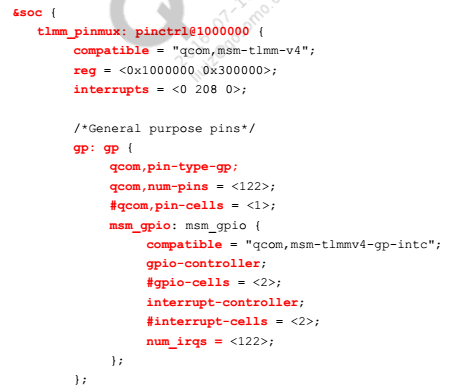 &soc {
tlmm_pinmux: pinctrl@1000000 {
compatible = "qcom,msm-tlmm-v4";
reg = <0x1000000 0x300000>;
interrupts = <0 208 0>;
/*General purpose pins*/
gp: gp {
qcom,pin-type-gp;
qcom,num-pins = <122>;
#qcom,pin-cells = <1>;
msm_gpio: msm_gpio {
compatible = "qcom,msm-tlmmv4-gp-intc";
gpio-controller;
#gpio-cells = <2>;
interrupt-controller;
#interrupt-cells = <2>;
num_irqs = <122>;
};
};